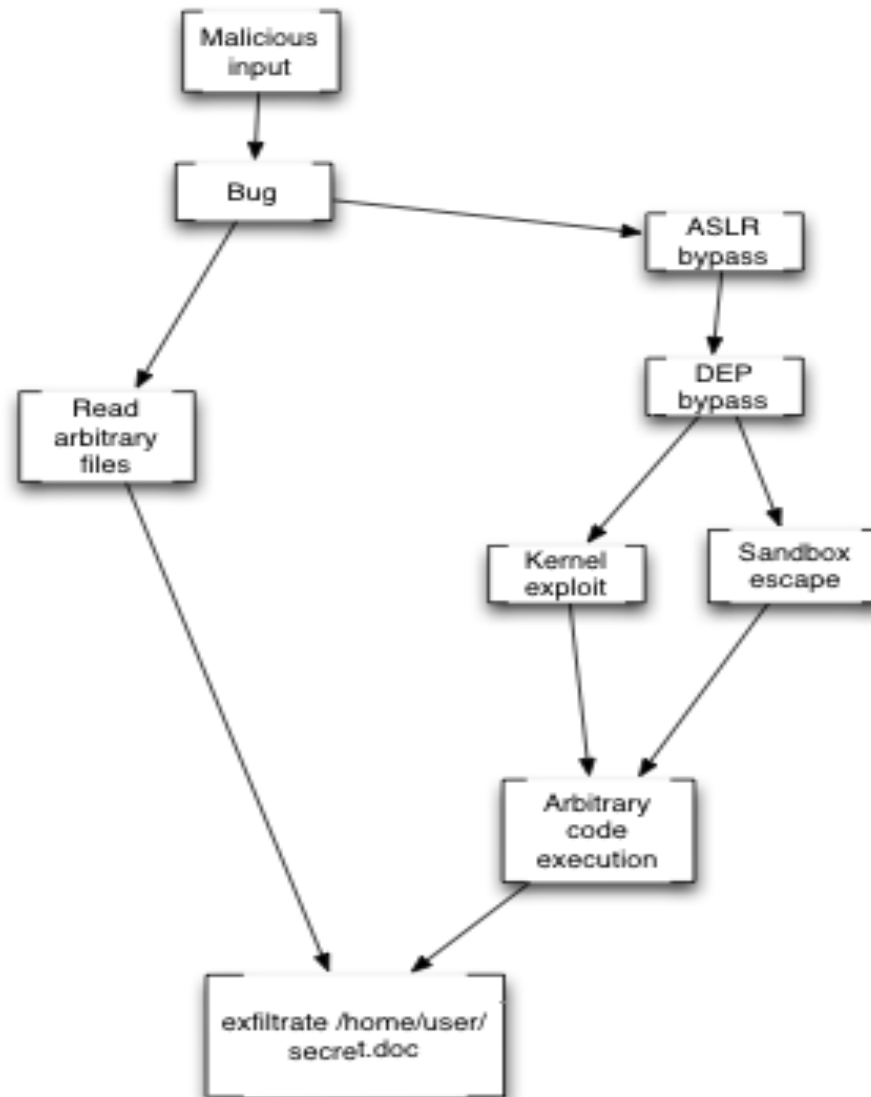 Malicious
input
Bug
ASLR
bypass
DEP
bypass
Read
arbitrary
files
Kernel
exploit
Sandbox
escape
Arbitrary
code
execution
exfiltrate /home/user/
secret.doc